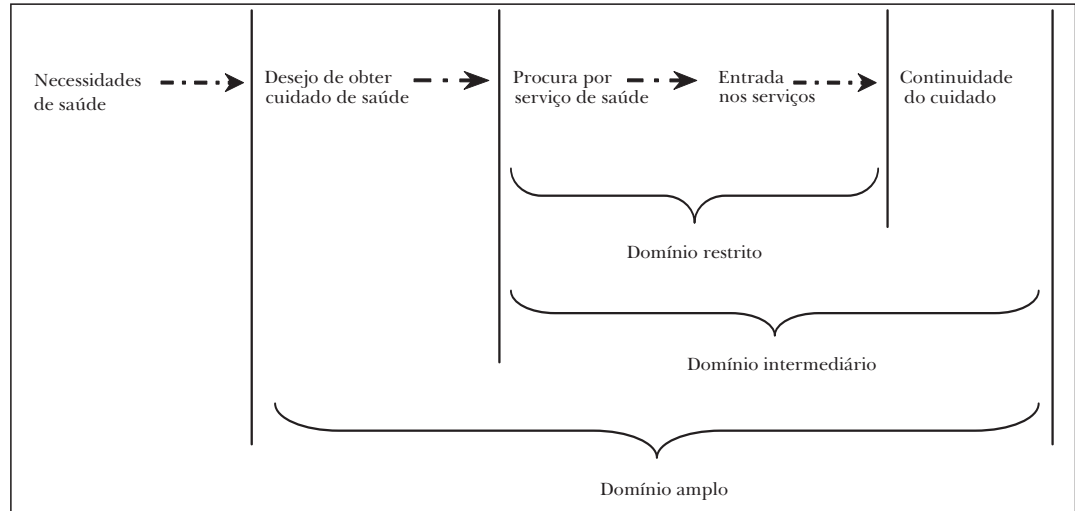 Necessidades
de saúde
Desejo de obter
cuidado de saúde
Procura por
serviço de saúde
Entrada
nos serviços
Continuidade
do cuidado
Domínio restrito
Domínio intermediário
Domínio amplo